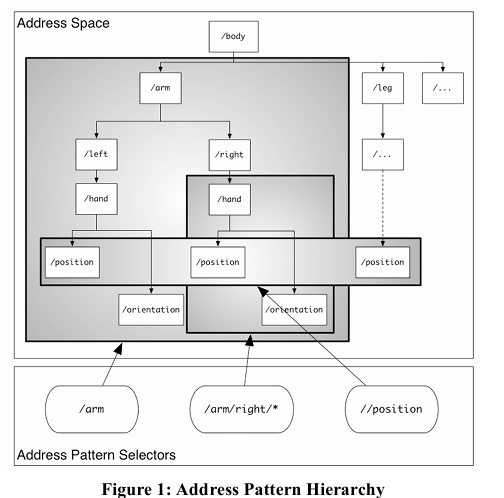 Address Space
/body
/arm
/leg
/...
/left
/right
/...
/hand
/hand
/position
/position
/position
/orientation
/orientation
/arm
/arm/right/*
//position
Address Pattern Selectors
Figure 1: Address Pattern Hierarchy